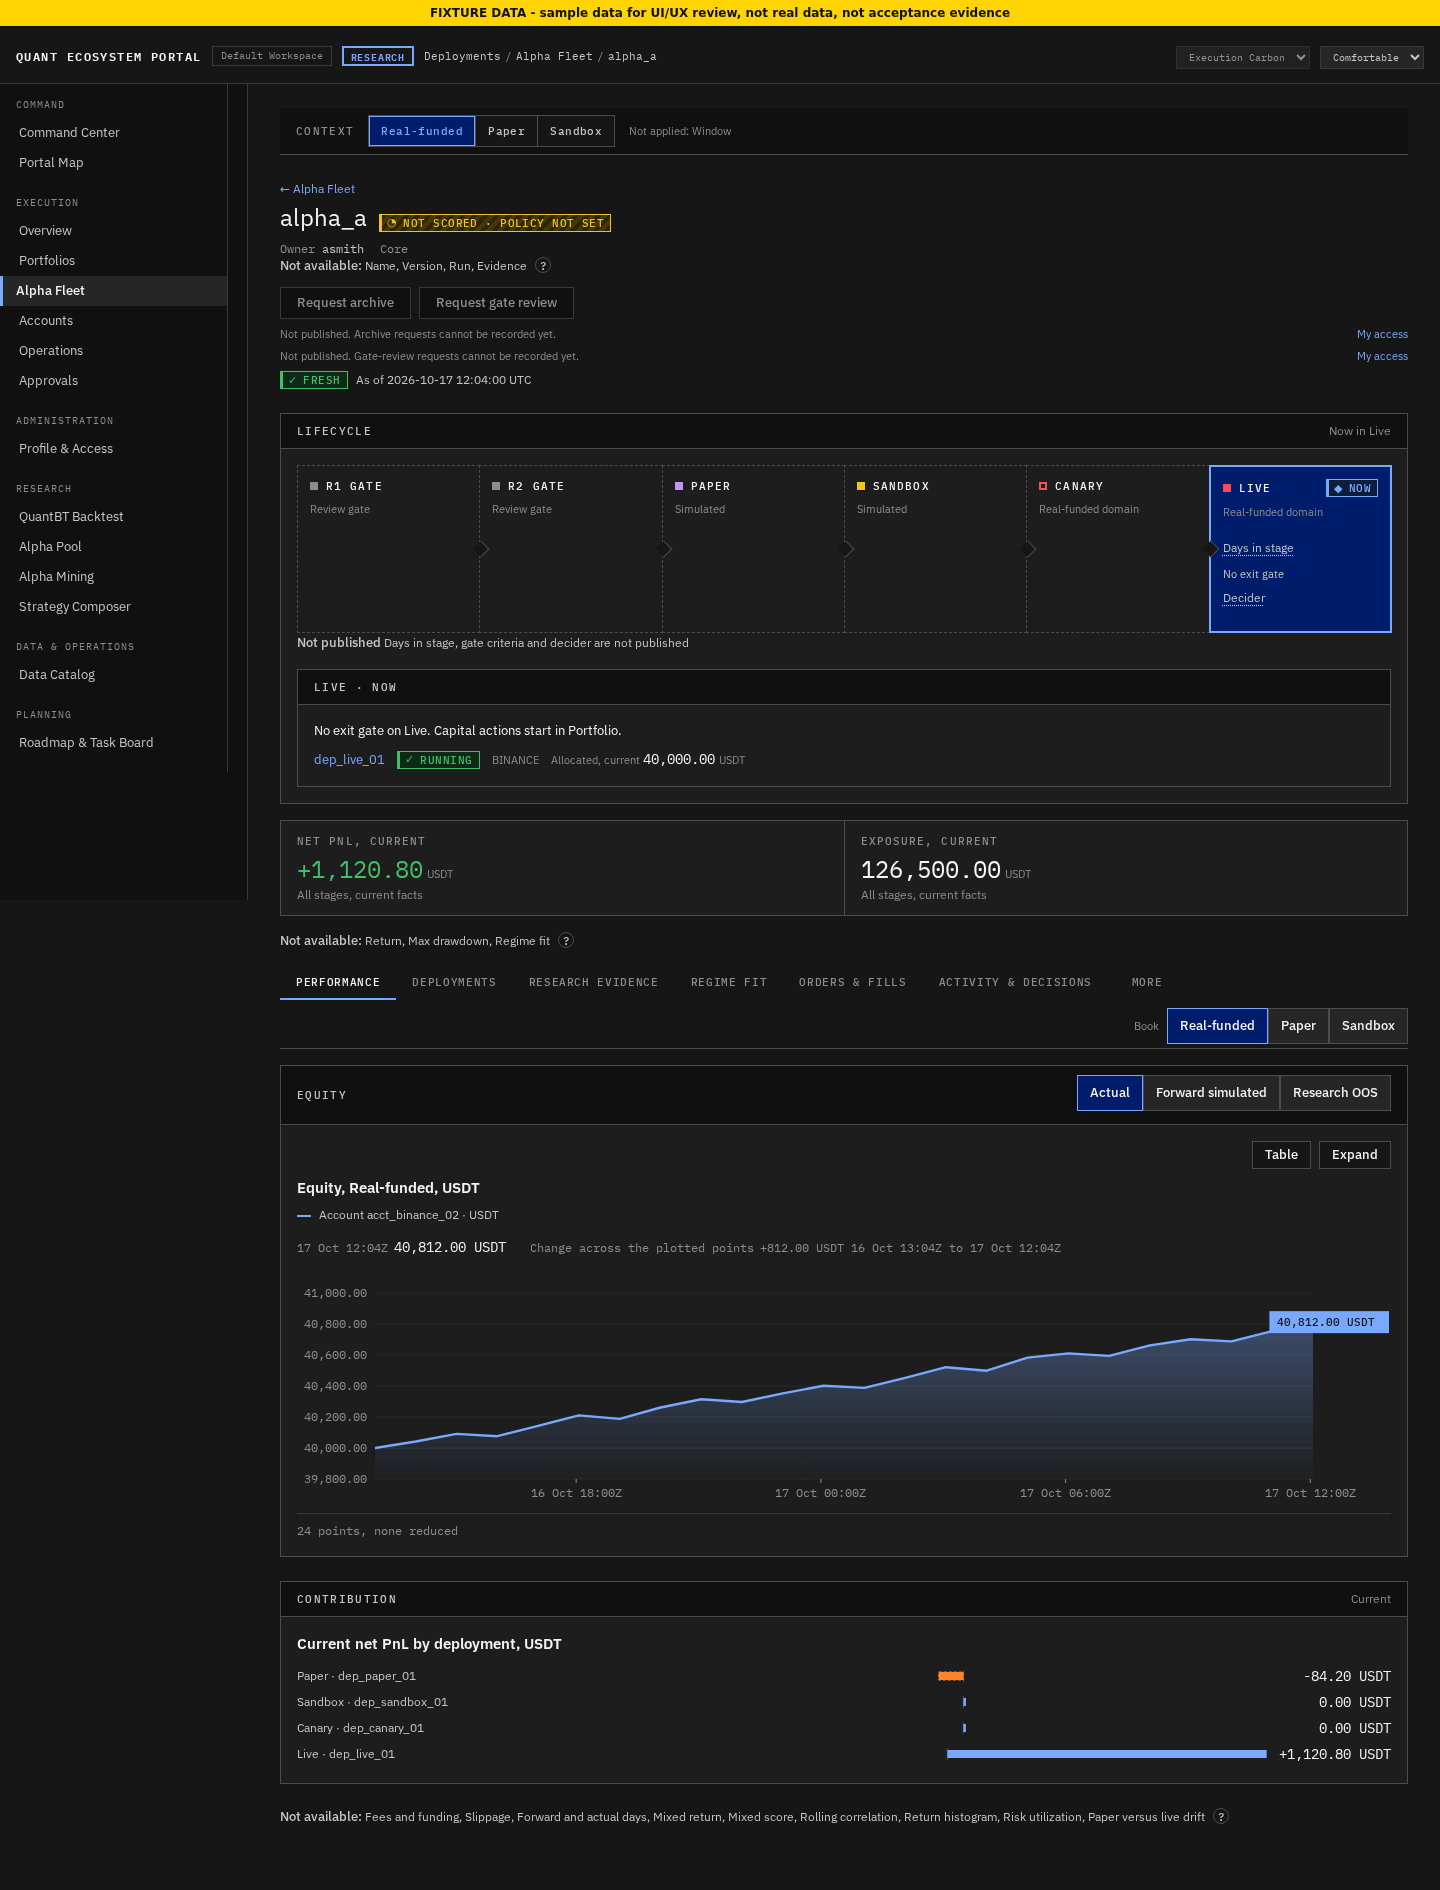 FIXTURE DATA - sample data for UI/UX review, not real data, not acceptance evidence
QUANT ECOSYSTEM PORTAL
Default Workspace
RESEARCH
Deployments / Alpha Fleet / alpha_a
Execution Carbon
Comfortable
COMMAND
Command Center
Portal Map
EXECUTION
Overview
Portfolios
Alpha Fleet
Accounts
Operations
Approvals
ADMINISTRATION
Profile & Access
RESEARCH
QuantBT Backtest
Alpha Pool
Alpha Mining
Strategy Composer
DATA & OPERATIONS
Data Catalog
PLANNING
Roadmap & Task Board
CONTEXT Real-funded Paper Sandbox Not applied: Window
← Alpha Fleet
alpha_a NOT SCORED · POLICY NOT SET
Owner asmith Core
Not available: Name, Version, Run, Evidence ?
Request archive Request gate review
Not published. Archive requests cannot be recorded yet. My access
Not published. Gate-review requests cannot be recorded yet. My access
✓ FRESH As of 2026-10-17 12:04:00 UTC
LIFECYCLE Now in Live
R1 GATE
Review gate
R2 GATE
Review gate
PAPER
Simulated
SANDBOX
Simulated
CANARY
Real-funded domain
LIVE ◆ NOW
Real-funded domain
Days in stage
No exit gate
Decider
Not published Days in stage, gate criteria and decider are not published
LIVE · NOW
No exit gate on Live. Capital actions start in Portfolio.
dep_live_01 ✓ RUNNING BINANCE Allocated, current 40,000.00 USDT
NET PNL, CURRENT
+1,120.80 USDT
All stages, current facts
EXPOSURE, CURRENT
126,500.00 USDT
All stages, current facts
Not available: Return, Max drawdown, Regime fit ?
PERFORMANCE DEPLOYMENTS RESEARCH EVIDENCE REGIME FIT ORDERS & FILLS ACTIVITY & DECISIONS MORE
Book Real-funded Paper Sandbox
EQUITY Actual Forward simulated Research OOS
Table Expand
Equity, Real-funded, USDT
Account acct_binance_02 · USDT
17 Oct 12:04Z 40,812.00 USDT Change across the plotted points +812.00 USDT 16 Oct 13:04Z to 17 Oct 12:04Z
41,000.00
40,800.00
40,600.00
40,400.00
40,200.00
40,000.00
39,800.00
40,812.00 USDT
16 Oct 18:00Z 17 Oct 00:00Z 17 Oct 06:00Z 17 Oct 12:00Z
24 points, none reduced
CONTRIBUTION Current
Current net PnL by deployment, USDT
Paper · dep_paper_01 -84.20 USDT
Sandbox · dep_sandbox_01 0.00 USDT
Canary · dep_canary_01 0.00 USDT
Live · dep_live_01 +1,120.80 USDT
Not available: Fees and funding, Slippage, Forward and actual days, Mixed return, Mixed score, Rolling correlation, Return histogram, Risk utilization, Paper versus live drift ?